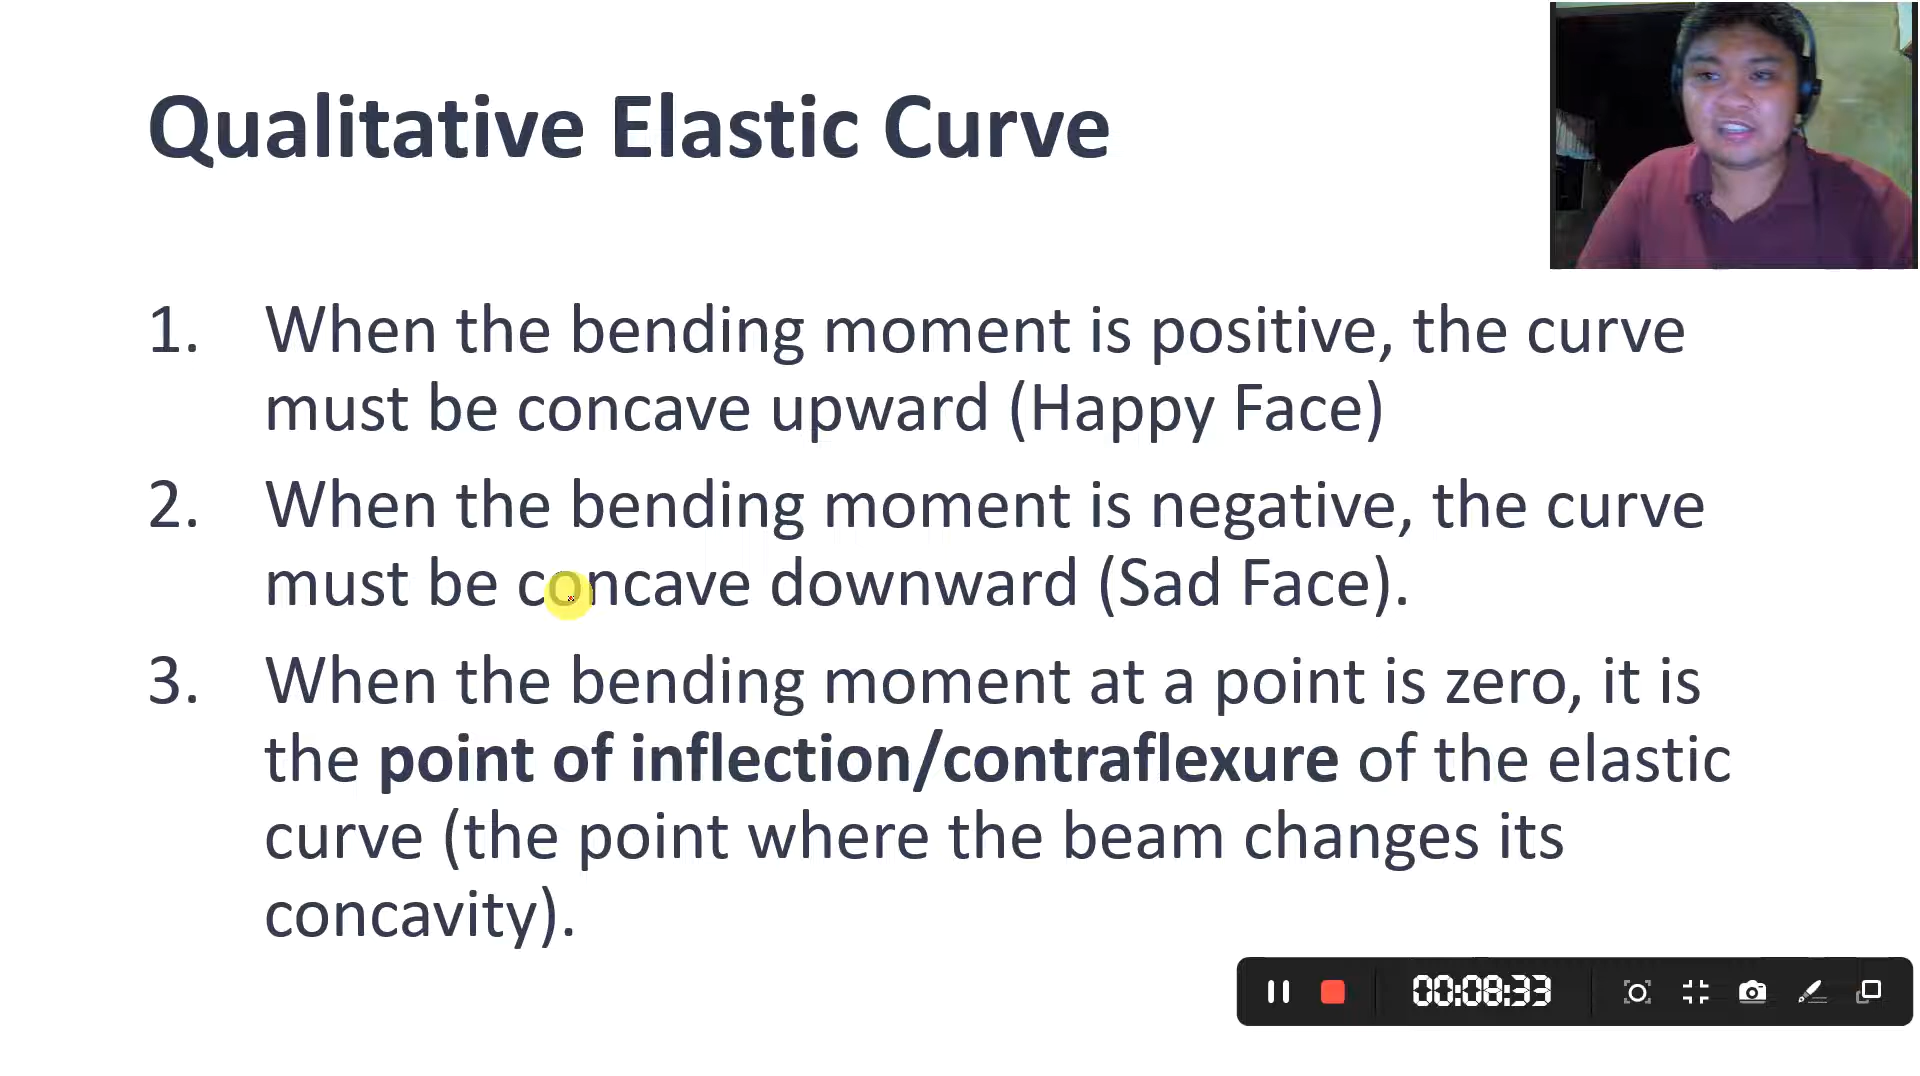 Qualitative Elastic Curve
1. When the bending moment is positive, the curve
must be concave upward (Happy Face)
2. When the bending moment is negative, the curve
must be concave downward (Sad Face).
3. When the bending moment at a point is zero, it is
the point of inflection/contraflexure of the elastic
curve (the point where the beam changes its
concavity).
00:08:33